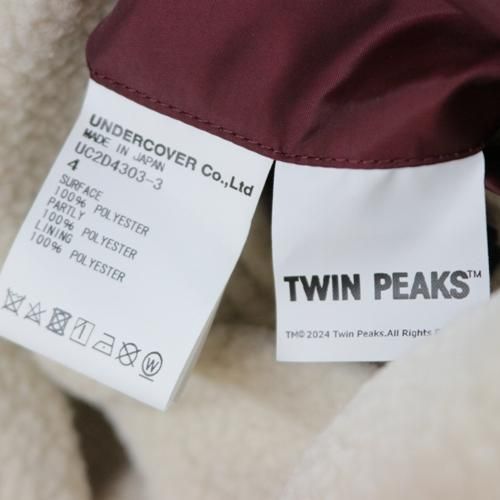 UNDERCOVER Co.,Ltd
MADE IN JAPAN
UC2D4303-3
4
SURFACE
100% POLYESTER
PARTLY
100% POLYESTER
LINING
100% POLYESTER
W
TWIN PEAKS™
TM©2024 Twin Peaks.All Rights